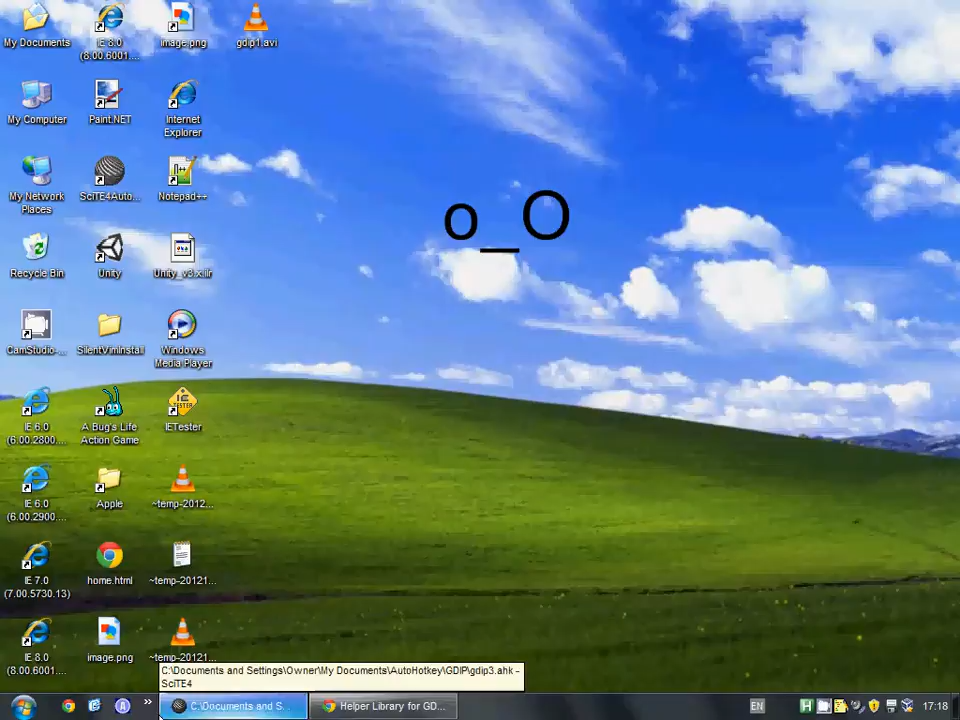 My Documents
IE 8.0
(8.00.6001....
image.png
gdip1.avi
My Computer
Paint.NET
Internet
Explorer
My Network
Places
SciTE4Auto...
Notepad++
o_O
Recycle Bin
Unity
Unity_v3.xlir
CamStudio-...
SilentVimInstall
Windows
Media Player
IE 6.0
(6.00.2800....
A Bug's Life
Action Game
IETester
IE 6.0
(6.00.2900....
Apple
~temp-2012...
IE 7.0
(7.00.5730.13)
home.html
~temp-20121...
IE 8.0
(8.00.6001....
image.png
~temp-20121...
C:\Documents and Settings\Owner\My Documents\AutoHotkey\GDIP\gdip3.ahk -
SciTE4
C:\Documents and S...
Helper Library for GD...
EN
17:18